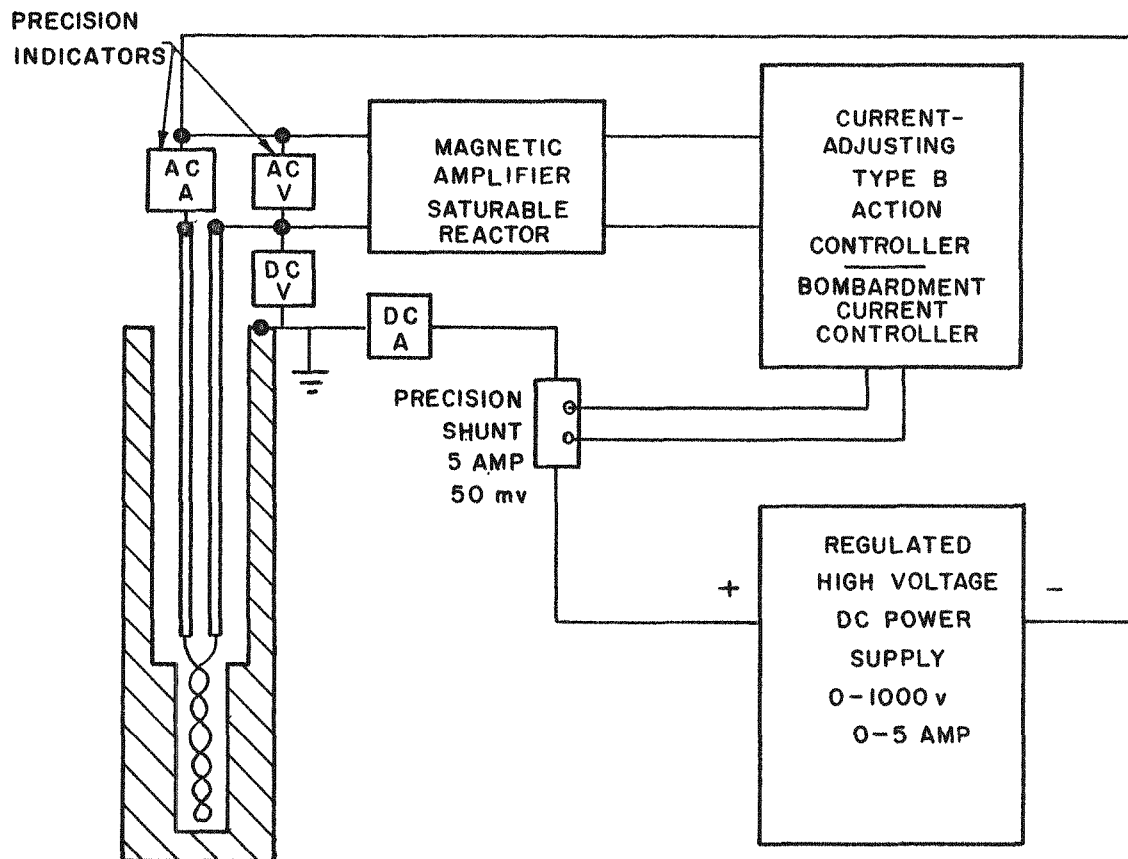 PRECISION
INDICATORS
AC
A
AC
V
DC
V
MAGNETIC
AMPLIFIER
SATURABLE
REACTOR
CURRENT-
ADJUSTING
TYPE B
ACTION
CONTROLLER
BOMBARDMENT
CURRENT
CONTROLLER
DC
A
PRECISION
SHUNT
5 AMP
50 mv
+
REGULATED
HIGH VOLTAGE
DC POWER
SUPPLY
0-1000 v
0-5 AMP
-